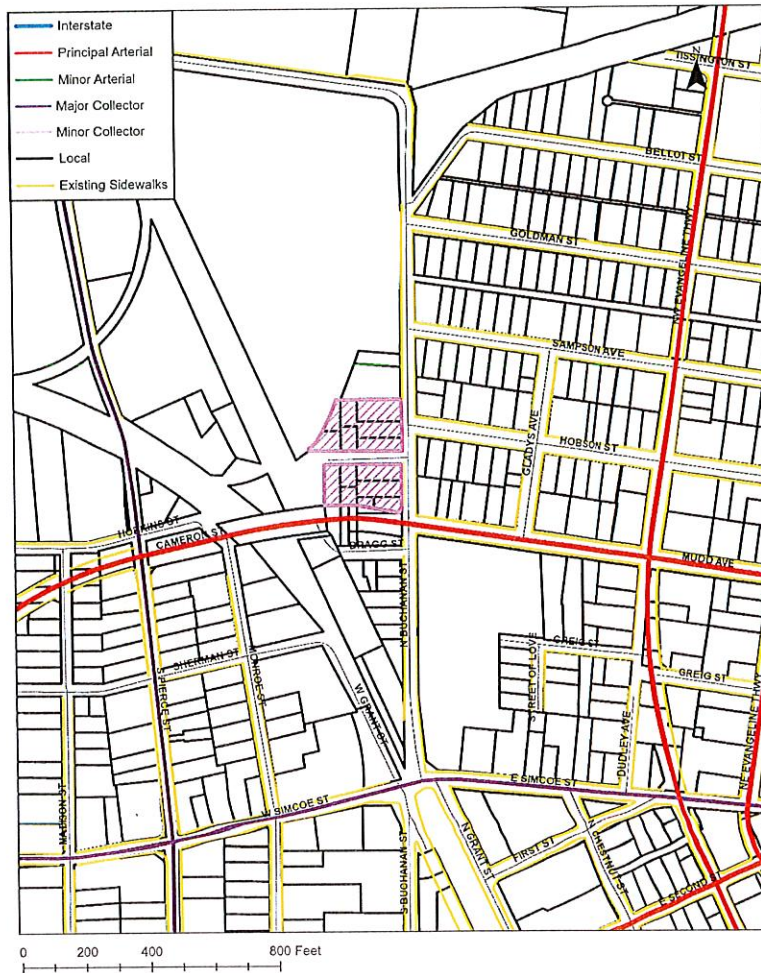 Interstate
Principal Arterial
Minor Arterial
Major Collector
Minor Collector
Local
Existing Sidewalks
N
TISSINGTON ST
BELLOT ST
GOLDMAN ST
NW EVANGELINE THWY
SAMPSON AVE
GLADYS AVE
HOBSON ST
HOPKINS ST
CAMERON ST
BRAGG ST
MUDD AVE
N BUCHANAN ST
SHERMAN ST
S PIERCE ST
MONROE ST
W GRANT ST
STREET OF LOVE
GREIG ST
GREIG ST
DUDLEY AVE
NE EVANGELINE THWY
MADISON ST
W SIMCOE ST
E SIMCOE ST
S BUCHANAN ST
N GRANT ST
FIRST ST
N CHESTNUT ST
E SECOND ST
0 200 400 800 Feet